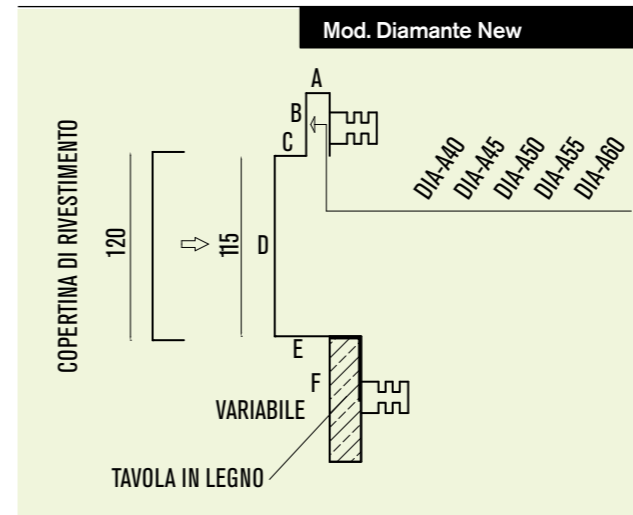 Mod. Diamante New
A
B
C
DIA-A40
DIA-A45
DIA-A50
DIA-A55
DIA-A60
COPERTINA DI RIVESTIMENTO
120
115
D
E
F
VARIABILE
TAVOLA IN LEGNO